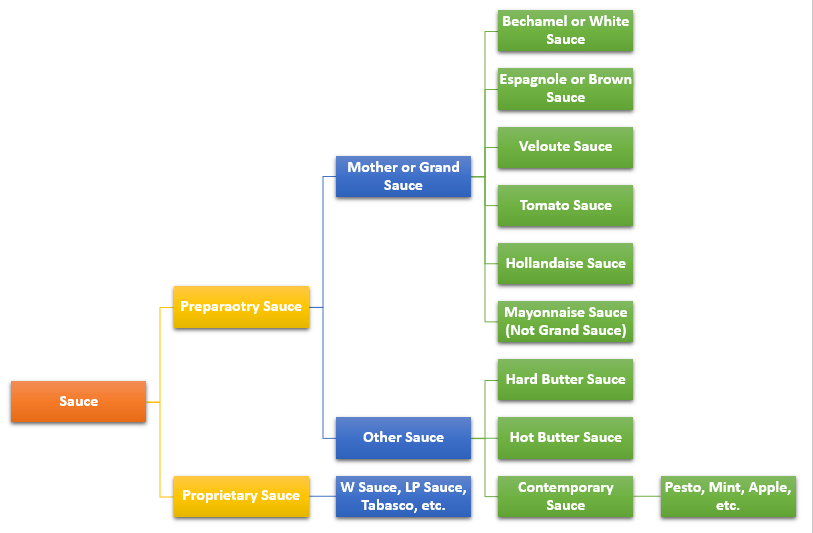 Bechamel or White
Sauce
Espagnole or Brown
Sauce
Veloute Sauce
Mother or Grand
Sauce
Tomato Sauce
Hollandaise Sauce
Preparaotry Sauce
Mayonnaise Sauce
(Not Grand Sauce)
Hard Butter Sauce
Sauce
Other Sauce
Hot Butter Sauce
Proprietary Sauce
W Sauce, LP Sauce,
Tabasco, etc.
Contemporary
Sauce
Pesto, Mint, Apple,
etc.